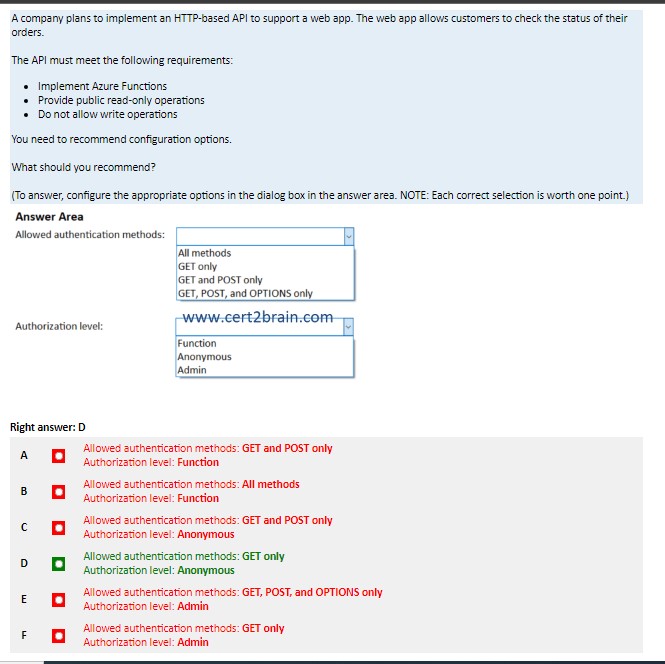 A company plans to implement an HTTP-based API to support a web app. The web app allows customers to check the status of their
orders.
The API must meet the following requirements:
• Implement Azure Functions
• Provide public read-only operations
• Do not allow write operations
You need to recommend configuration options.
What should you recommend?
(To answer, configure the appropriate options in the dialog box in the answer area. NOTE: Each correct selection is worth one point.)
Answer Area
Allowed authentication methods:
All methods
GET only
GET and POST only
GET, POST, and OPTIONS only
www.cert2brain.com
Authorization level:
Function
Anonymous
Admin
Right answer: D
A
Allowed authentication methods: GET and POST only
Authorization level: Function
B
Allowed authentication methods: All methods
Authorization level: Function
C
Allowed authentication methods: GET and POST only
Authorization level: Anonymous
D
Allowed authentication methods: GET only
Authorization level: Anonymous
E
Allowed authentication methods: GET, POST, and OPTIONS only
Authorization level: Admin
F
Allowed authentication methods: GET only
Authorization level: Admin